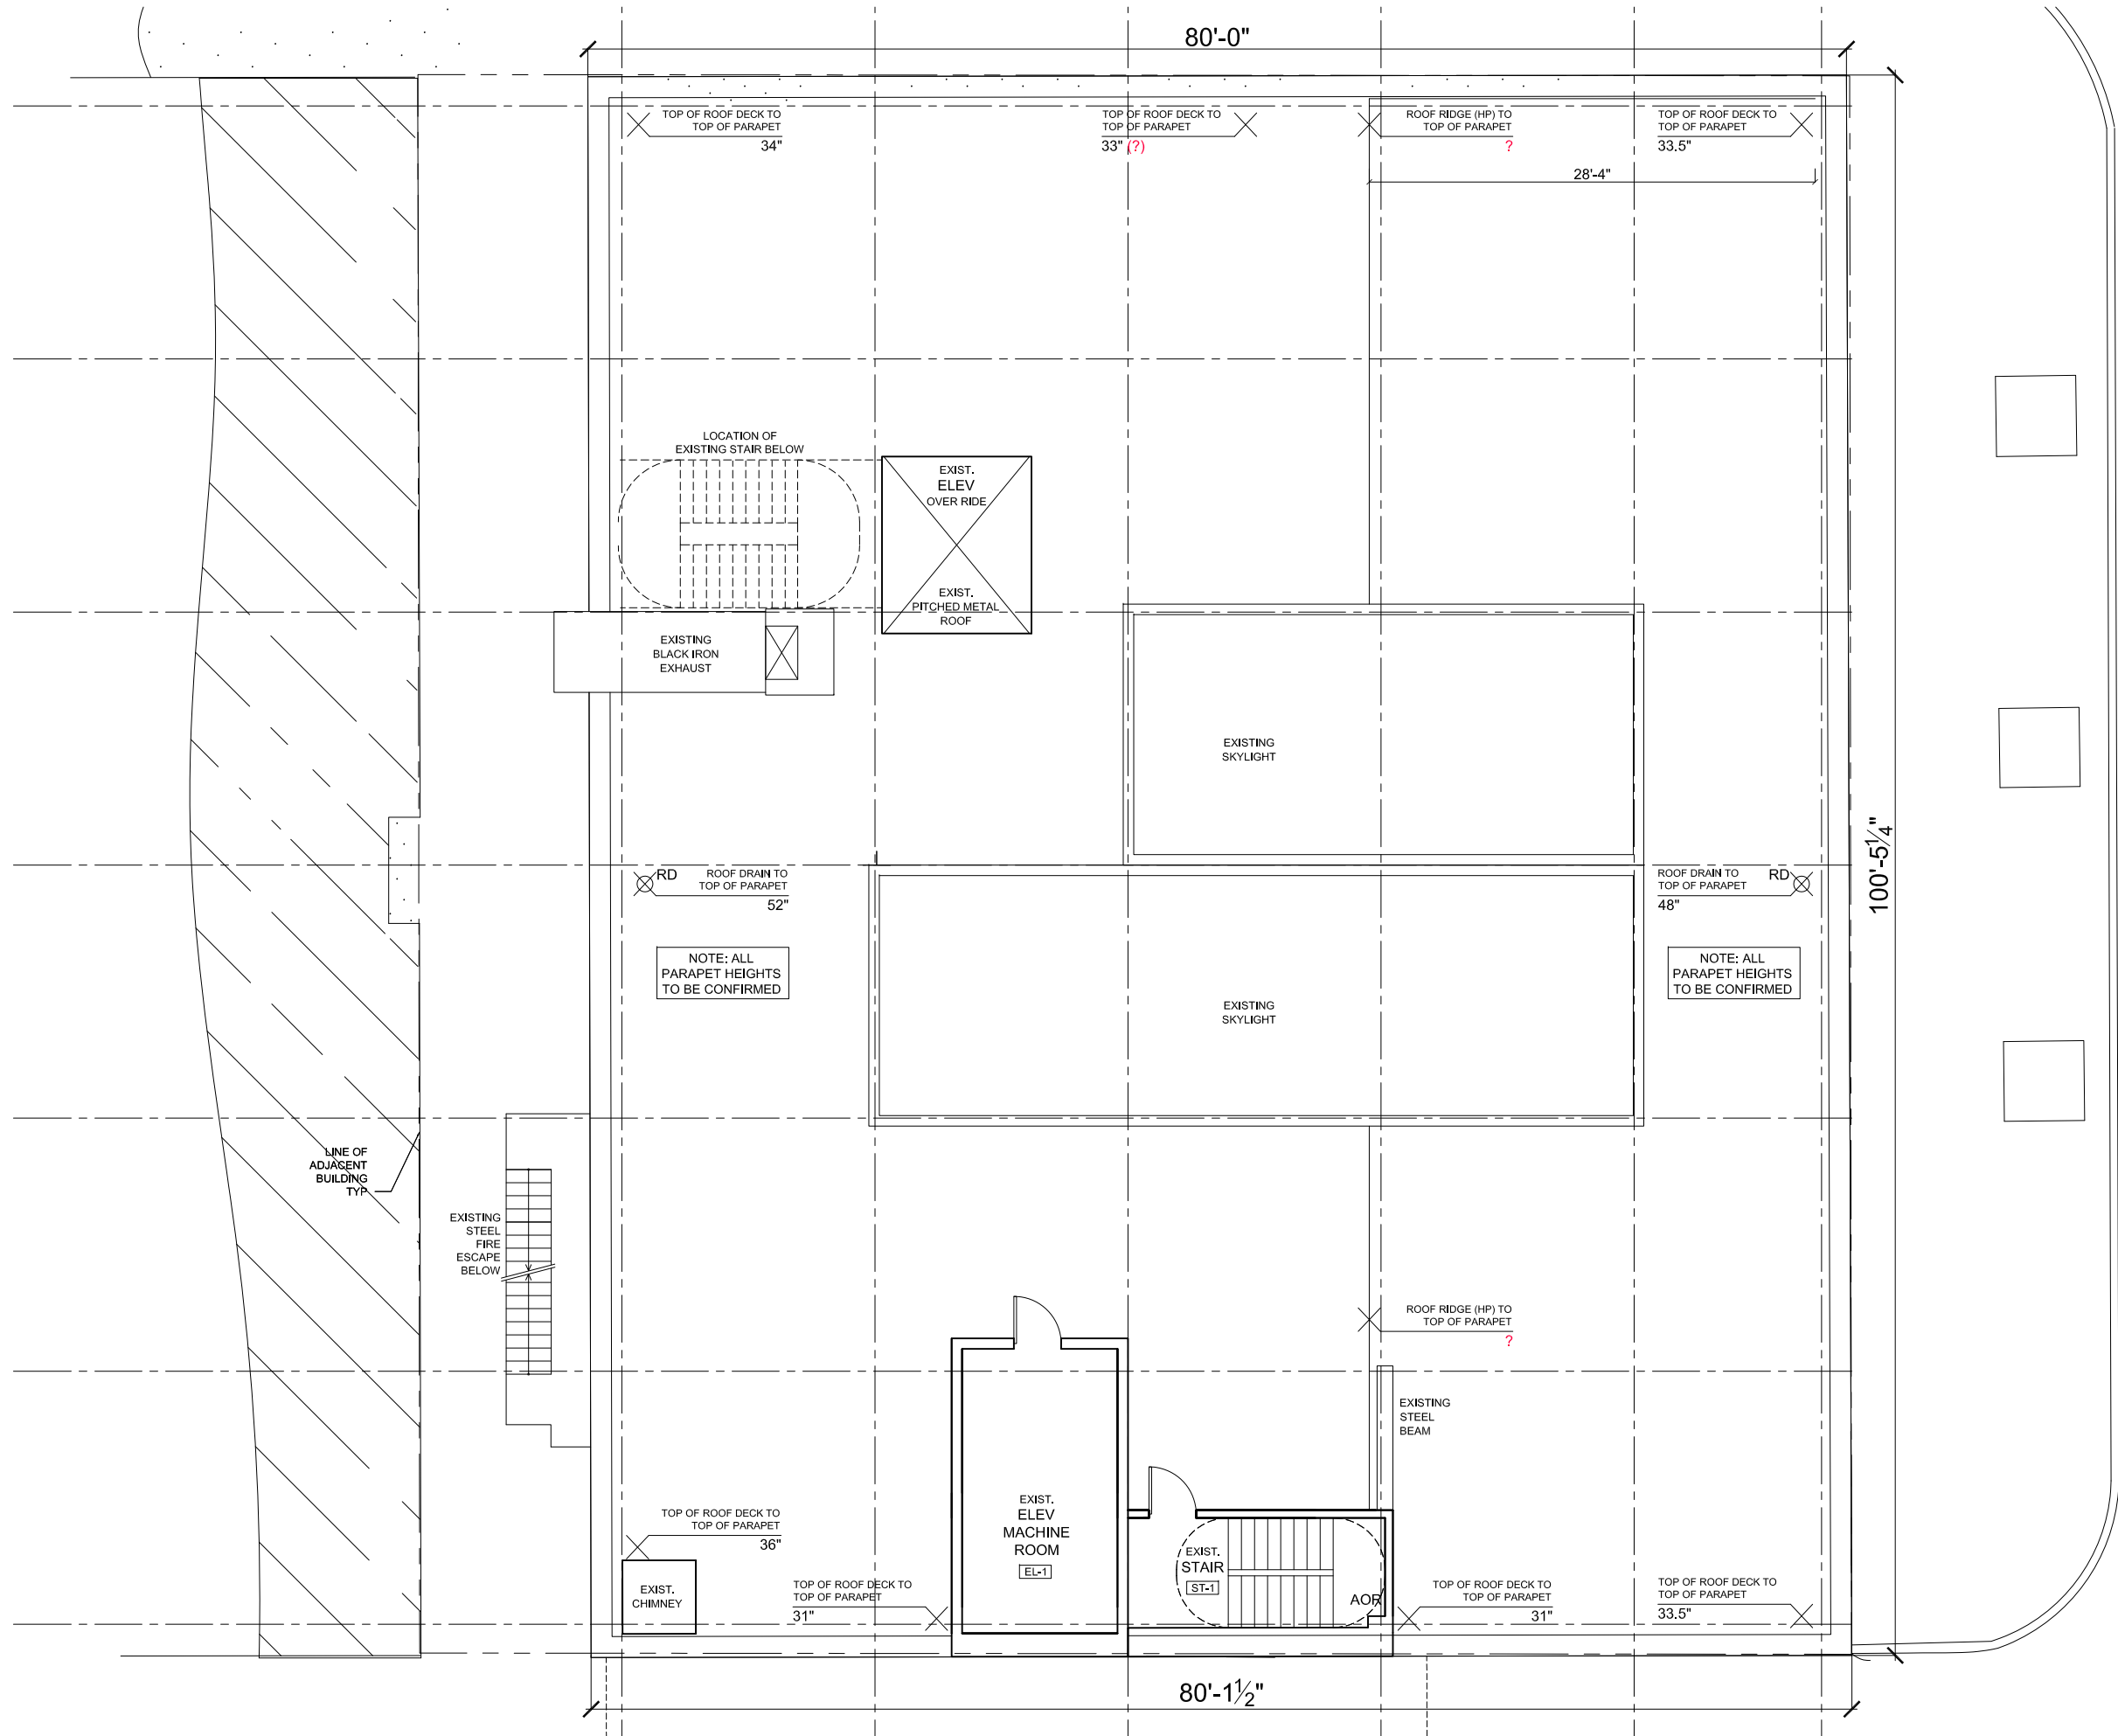 80'-0"
TOP OF ROOF DECK TO
TOP OF PARAPET
34"
TOP OF ROOF DECK TO
TOP OF PARAPET
33" (?)
ROOF RIDGE (HP) TO
TOP OF PARAPET
?
TOP OF ROOF DECK TO
TOP OF PARAPET
33.5"
28'-4"
LOCATION OF
EXISTING STAIR BELOW
EXIST.
ELEV
OVER RIDE
EXIST.
PITCHED METAL
ROOF
EXISTING
BLACK IRON
EXHAUST
EXISTING
SKYLIGHT
100'-5¼"
RD
ROOF DRAIN TO
TOP OF PARAPET
52"
ROOF DRAIN TO
TOP OF PARAPET
48"
RD
NOTE: ALL
PARAPET HEIGHTS
TO BE CONFIRMED
NOTE: ALL
PARAPET HEIGHTS
TO BE CONFIRMED
EXISTING
SKYLIGHT
LINE OF
ADJACENT
BUILDING
TYP
EXISTING
STEEL
FIRE
ESCAPE
BELOW
ROOF RIDGE (HP) TO
TOP OF PARAPET
?
EXISTING
STEEL
BEAM
TOP OF ROOF DECK TO
TOP OF PARAPET
36"
EXIST.
ELEV
MACHINE
ROOM
EL-1
EXIST.
STAIR
ST-1
AOR
EXIST.
CHIMNEY
TOP OF ROOF DECK TO
TOP OF PARAPET
31"
TOP OF ROOF DECK TO
TOP OF PARAPET
31"
TOP OF ROOF DECK TO
TOP OF PARAPET
33.5"
80'-1½"